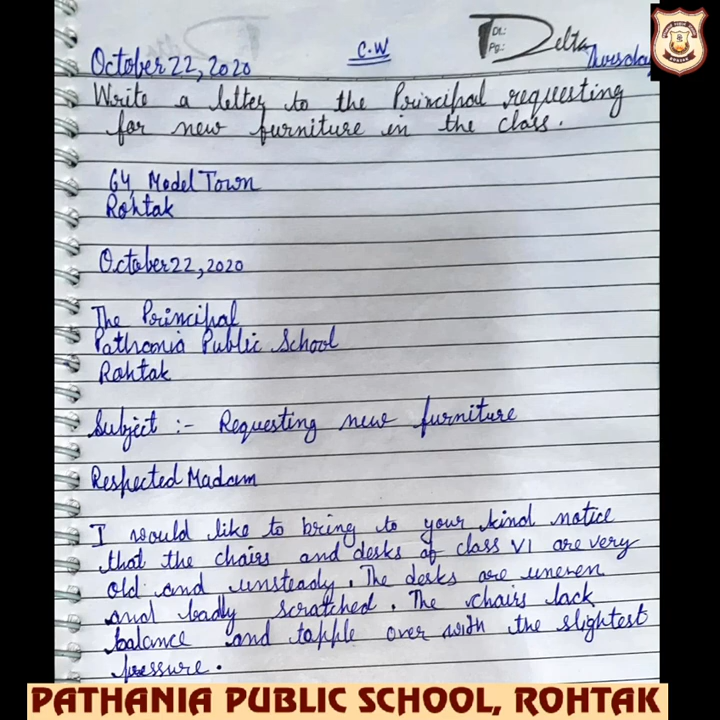 Delta
Dt.:
Pg.:
October 22, 2020 C.W Thursday
Write a letter to the Principal requesting
for new furniture in the class.
64, Model Town
Rohtak
October 22, 2020
The Principal
Pathania Public School
Rohtak
Subject :- Requesting new furniture
Respected Madam
I would like to bring to your kind notice
that the chairs and desks of class VI are very
old and unsteady. The desks are uneven
and badly scratched. The chairs lack
balance and topple over with the slightest
pressure.
PATHANIA PUBLIC SCHOOL, ROHTAK